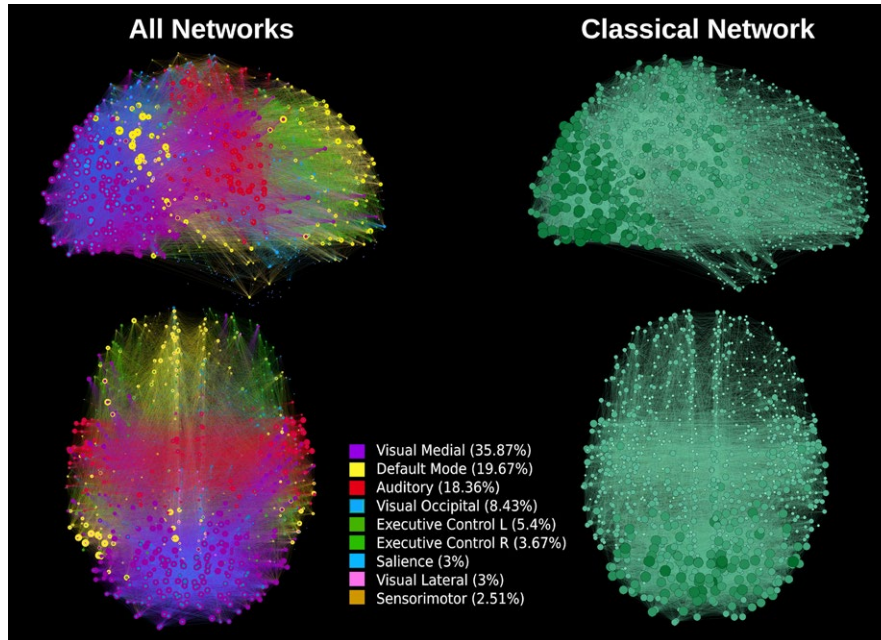 All Networks
Classical Network
Visual Medial (35.87%)
Default Mode (19.67%)
Auditory (18.36%)
Visual Occipital (8.43%)
Executive Control L (5.4%)
Executive Control R (3.67%)
Salience (3%)
Visual Lateral (3%)
Sensorimotor (2.51%)